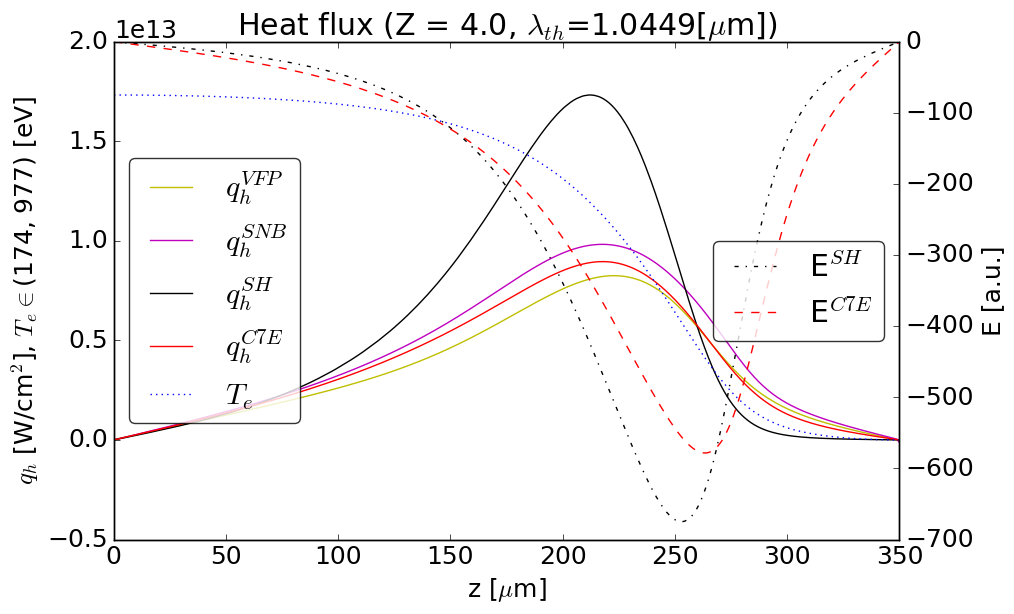 Heat flux (Z = 4.0, λ_th=1.0449[μm])
1e13
2.0
1.5
1.0
0.5
0.0
−0.5
q_h [W/cm²], T_e ∈ (174, 977) [eV]
q_h^VFP
q_h^SNB
q_h^SH
q_h^C7E
T_e
E^SH
E^C7E
0
−100
−200
−300
−400
−500
−600
−700
E [a.u.]
0 50 100 150 200 250 300 350
z [μm]